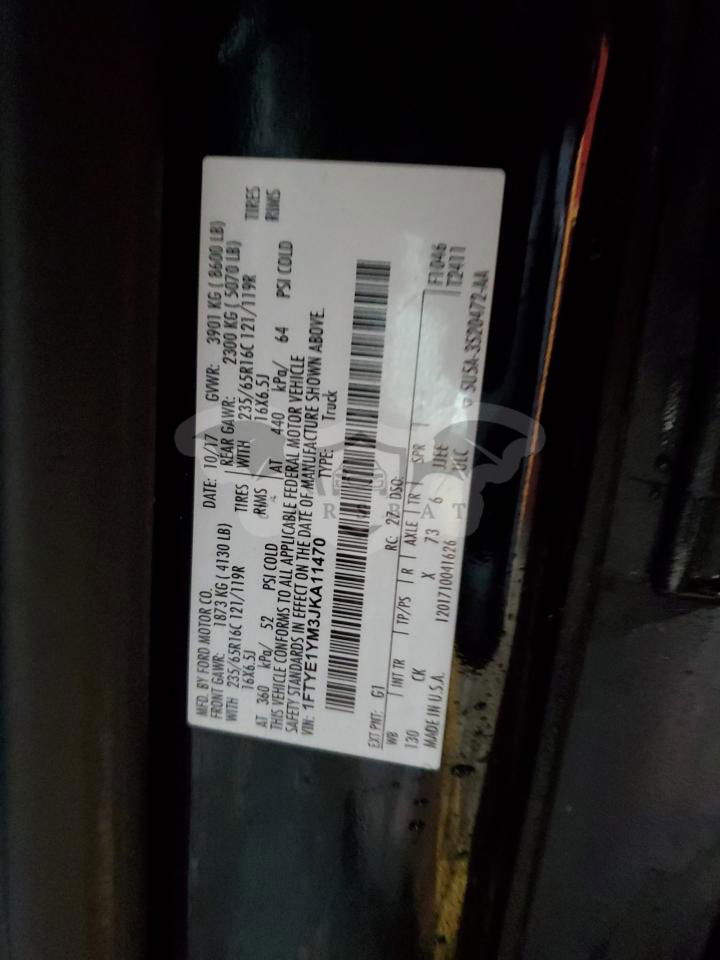 MFD. BY FORD MOTOR CO. DATE: 10/17 GVWR: 3901 KG ( 8600 LB)
FRONT GAWR: 1873 KG ( 4130 LB) REAR GAWR: 2300 KG ( 5070 LB)
WITH 235/65R16C 121/119R TIRES WITH 235/65R16C 121/119R TIRES
16X6.5J RIMS 16X6.5J RIMS
AT 360 kPa/ 52 PSI COLD AT 440 kPa/ 64 PSI COLD
THIS VEHICLE CONFORMS TO ALL APPLICABLE FEDERAL MOTOR VEHICLE
SAFETY STANDARDS IN EFFECT ON THE DATE OF MANUFACTURE SHOWN ABOVE.
VIN: 1FTYE1YM3JKA11470 TYPE: Truck
EXT PNT: G1 RC: 27 DSO: F1046
WB INT TR TP/PS R AXLE TR SPR T2411
130 CK X 73 6 JJEE
MADE IN U.S.A. 1201710041626 ULC SU5A-3520472-AA